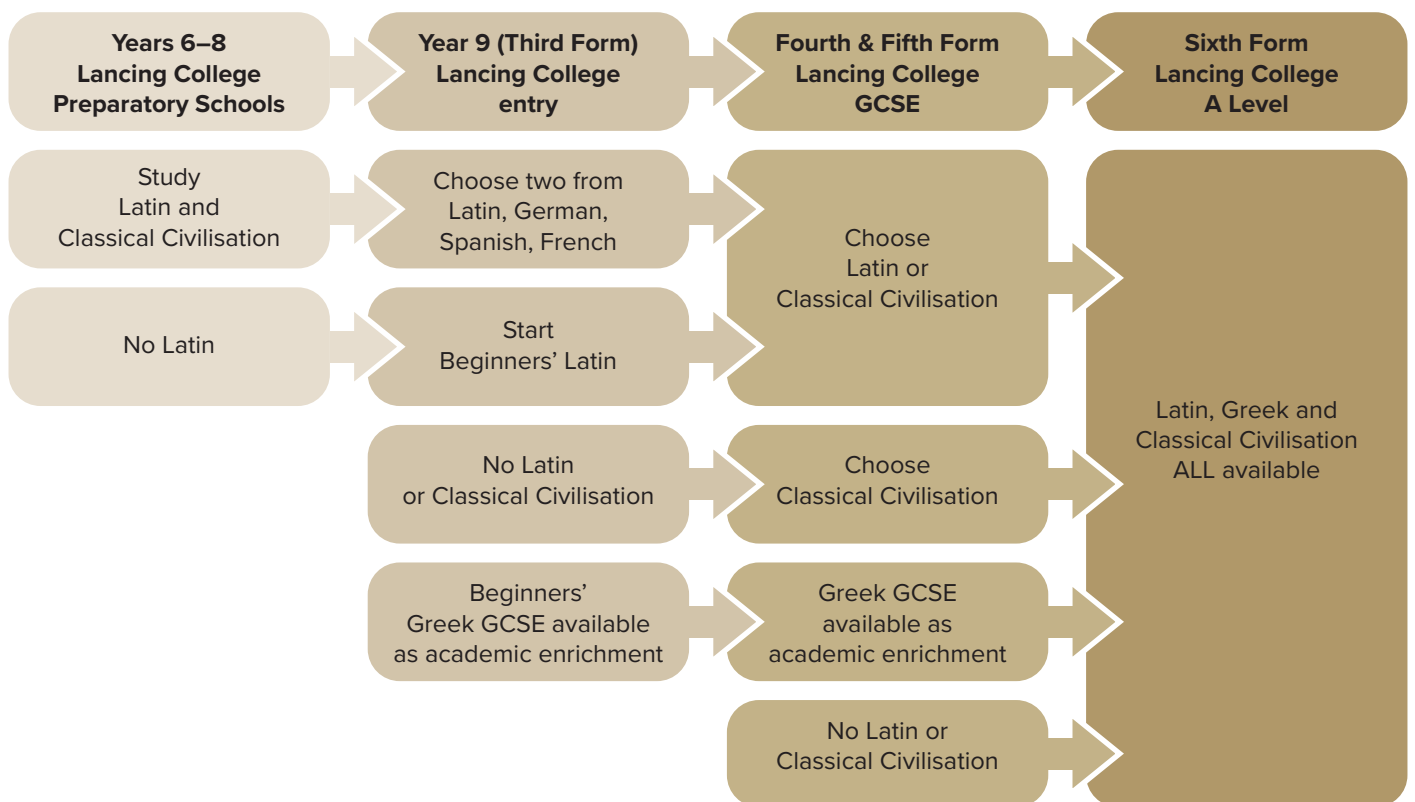 Years 6–8
Lancing College
Preparatory Schools
Year 9 (Third Form)
Lancing College
entry
Fourth & Fifth Form
Lancing College
GCSE
Sixth Form
Lancing College
A Level
Study
Latin and
Classical Civilisation
Choose two from
Latin, German,
Spanish, French
Choose
Latin or
Classical Civilisation
No Latin
Start
Beginners’ Latin
Latin, Greek and
Classical Civilisation
ALL available
No Latin
or Classical Civilisation
Choose
Classical Civilisation
Beginners’
Greek GCSE available
as academic enrichment
Greek GCSE
available as
academic enrichment
No Latin or
Classical Civilisation